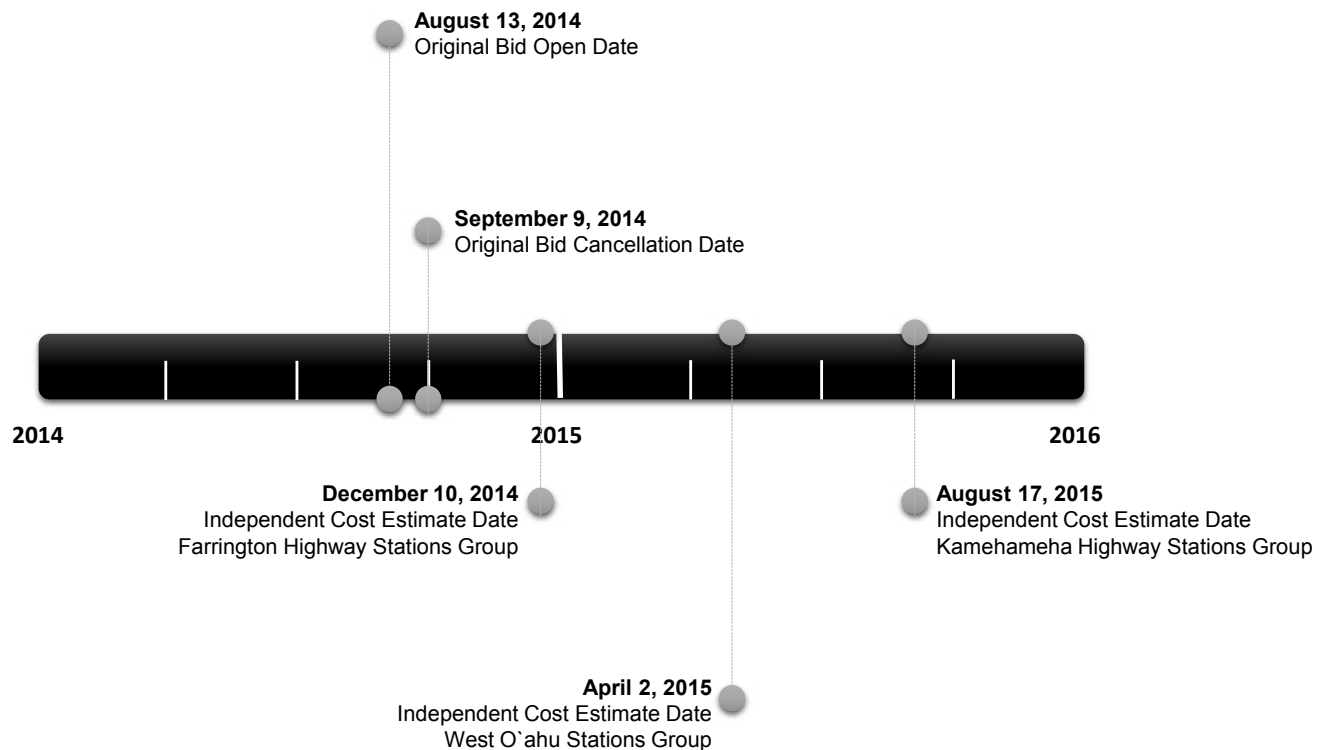 August 13, 2014
Original Bid Open Date
September 9, 2014
Original Bid Cancellation Date
2014
2015
2016
December 10, 2014
Independent Cost Estimate Date
Farrington Highway Stations Group
August 17, 2015
Independent Cost Estimate Date
Kamehameha Highway Stations Group
April 2, 2015
Independent Cost Estimate Date
West O`ahu Stations Group